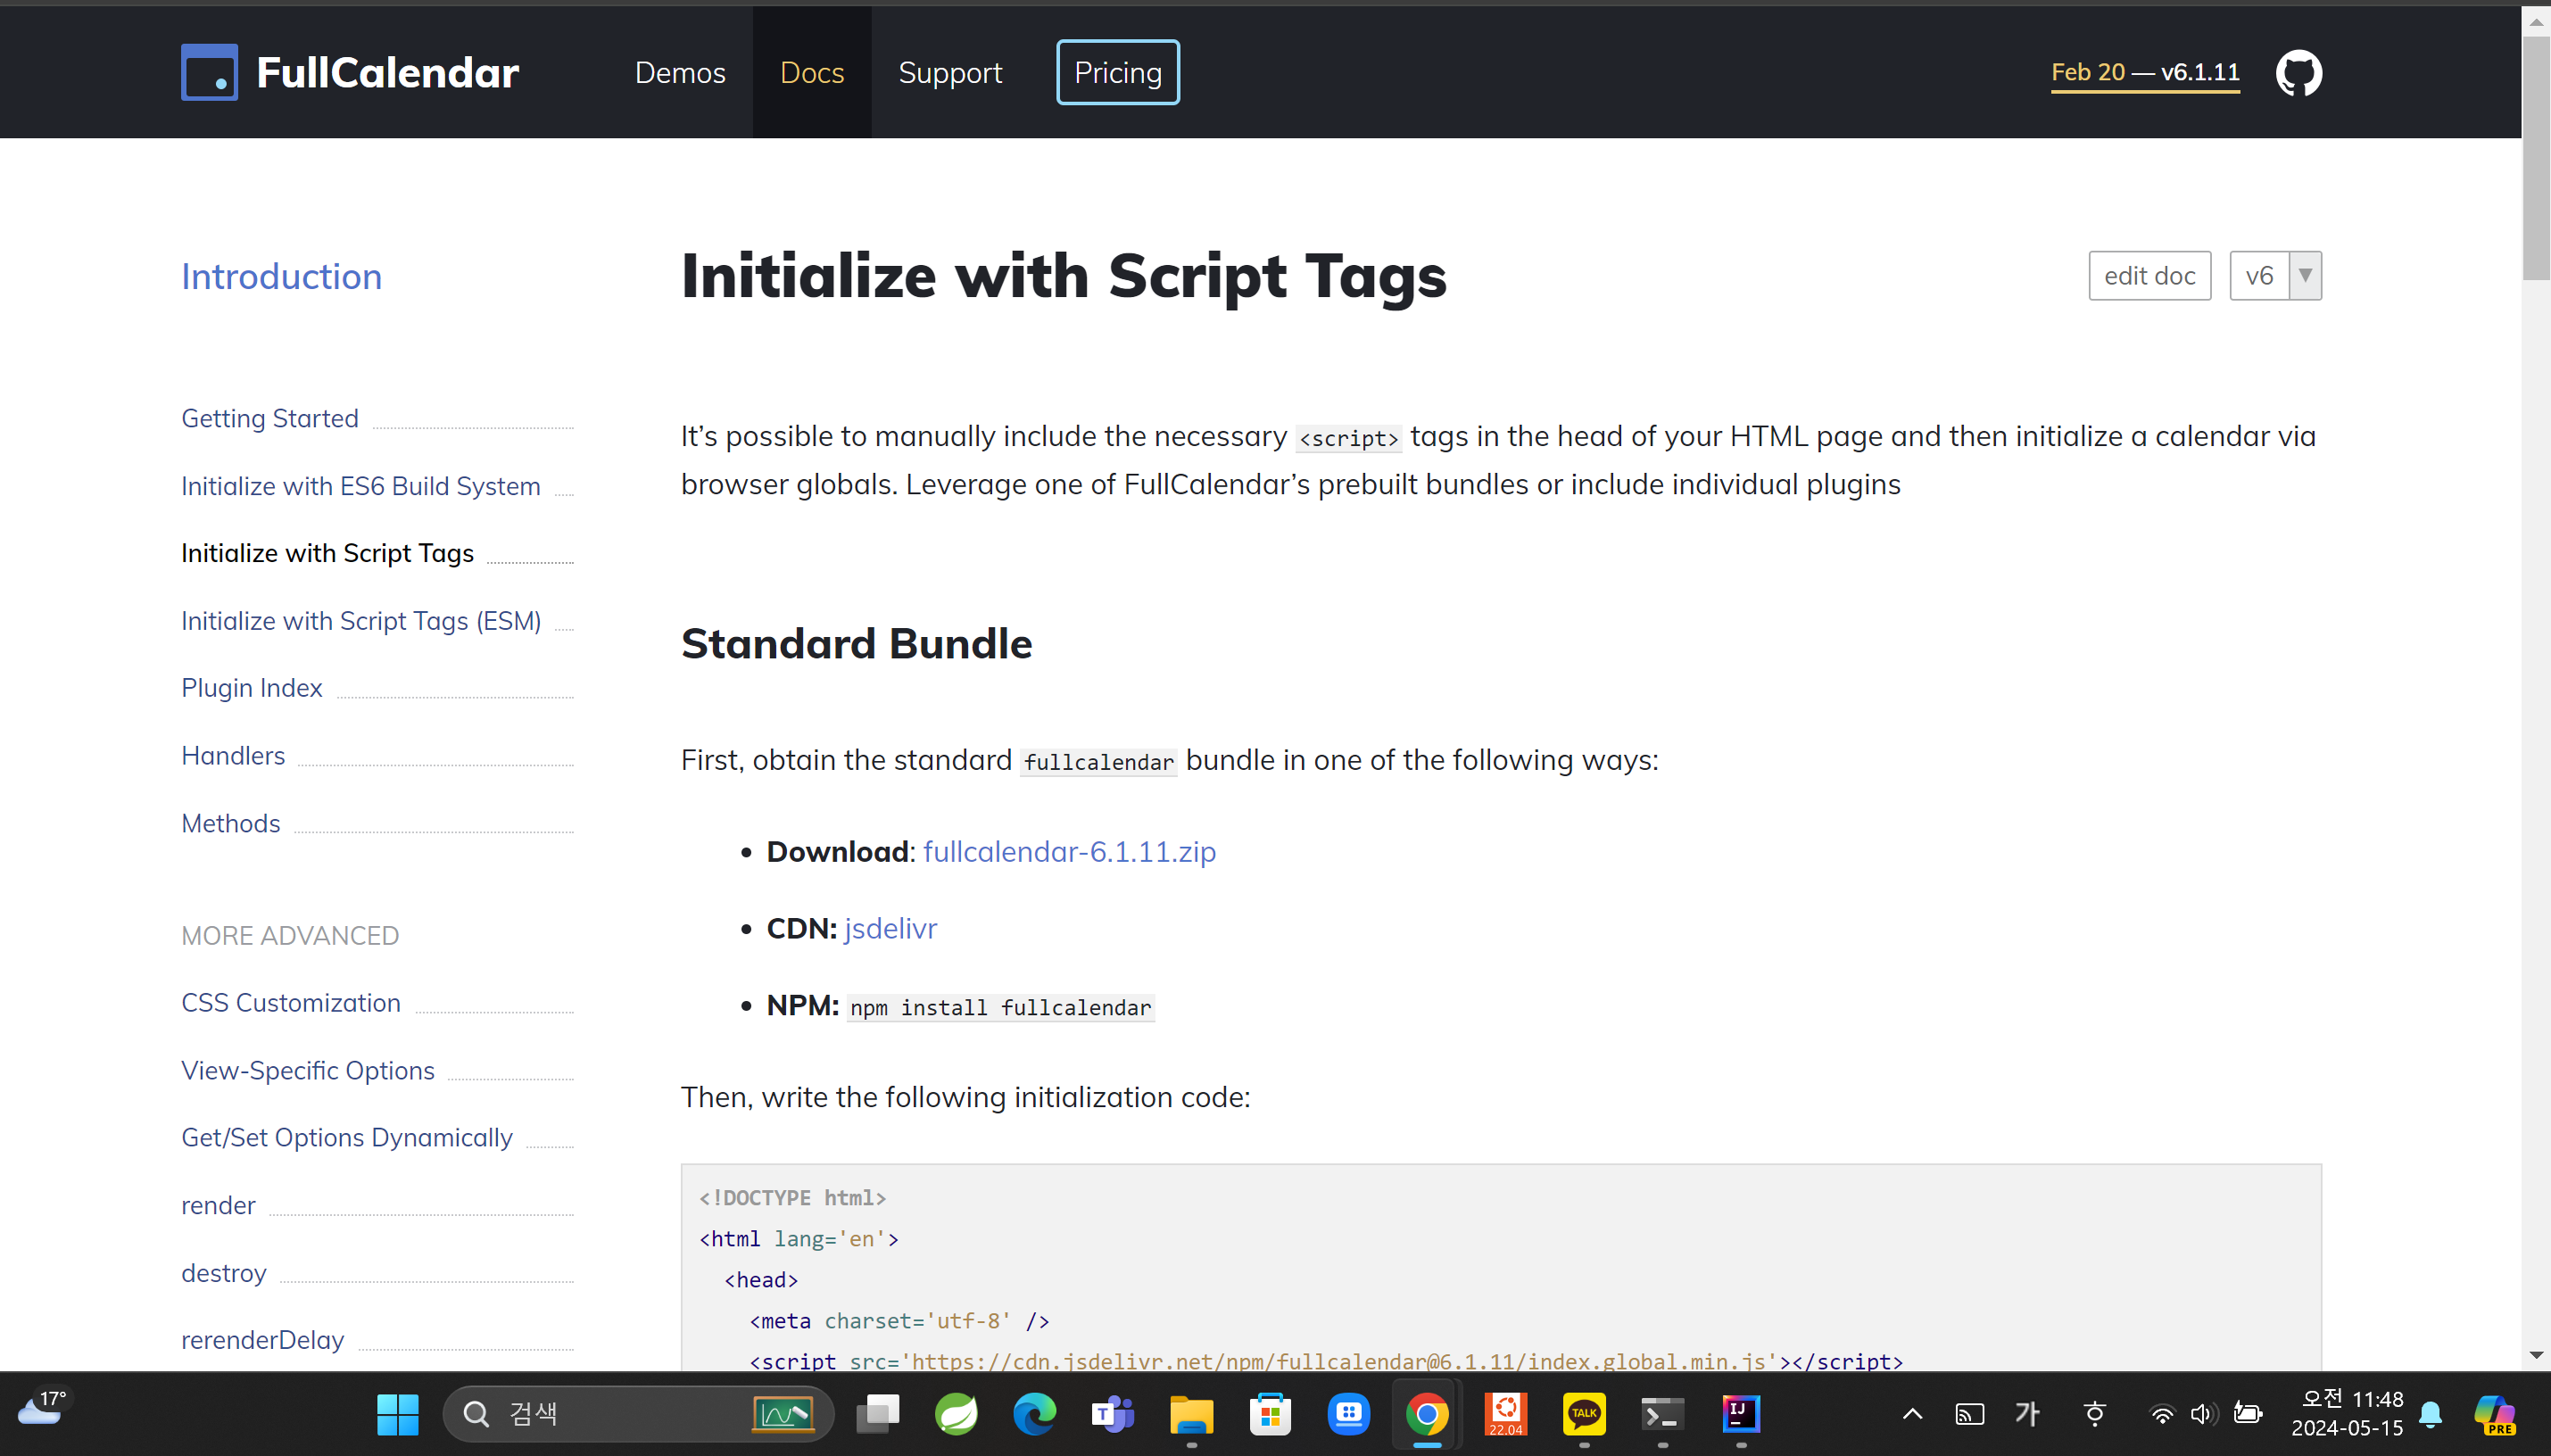 FullCalendar
Demos
Docs
Support
Pricing
Feb 20 — v6.1.11
Introduction
Getting Started
Initialize with ES6 Build System
Initialize with Script Tags
Initialize with Script Tags (ESM)
Plugin Index
Handlers
Methods
MORE ADVANCED
CSS Customization
View-Specific Options
Get/Set Options Dynamically
render
destroy
rerenderDelay
Initialize with Script Tags
edit doc
v6
It’s possible to manually include the necessary <script> tags in the head of your HTML page and then initialize a calendar via
browser globals. Leverage one of FullCalendar’s prebuilt bundles or include individual plugins
Standard Bundle
First, obtain the standard fullcalendar bundle in one of the following ways:
Download: fullcalendar-6.1.11.zip
CDN: jsdelivr
NPM: npm install fullcalendar
Then, write the following initialization code:
<!DOCTYPE html>
<html lang='en'>
<head>
<meta charset='utf-8' />
<script src='https://cdn.jsdelivr.net/npm/fullcalendar@6.1.11/index.global.min.js'></script>
17°
검색
T
22.04
TALK
IJ
가
오전 11:48
2024-05-15
PRE